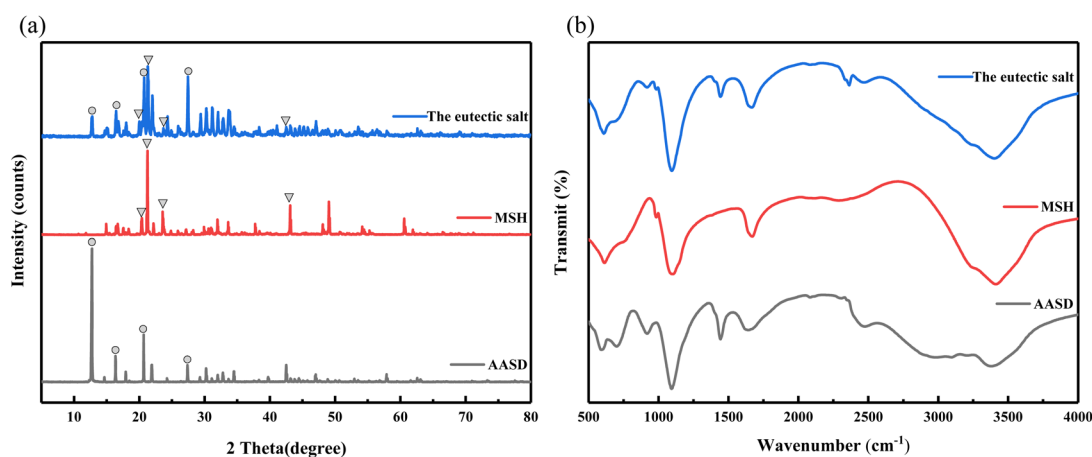 (a)
Intensity (counts)
The eutectic salt
MSH
AASD
10 20 30 40 50 60 70 80
2 Theta(degree)
(b)
Transmit (%)
The eutectic salt
MSH
AASD
500 1000 1500 2000 2500 3000 3500 4000
Wavenumber (cm⁻¹)